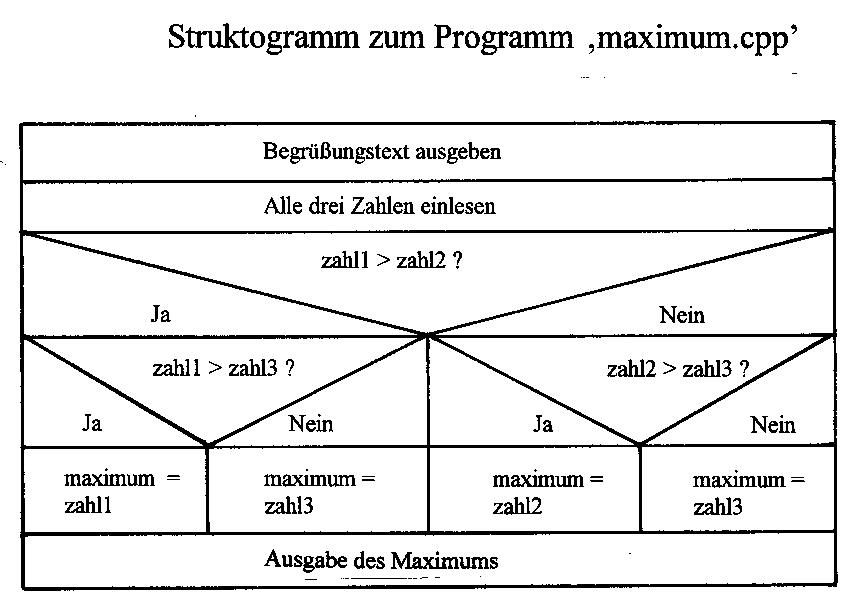 Struktogramm zum Programm ‚maximum.cpp’
Begrüßungstext ausgeben
Alle drei Zahlen einlesen
zahl1 > zahl2 ?
Ja
Nein
zahl1 > zahl3 ?
Ja
Nein
zahl2 > zahl3 ?
Ja
Nein
maximum =
zahl1
maximum =
zahl3
maximum =
zahl2
maximum =
zahl3
Ausgabe des Maximums